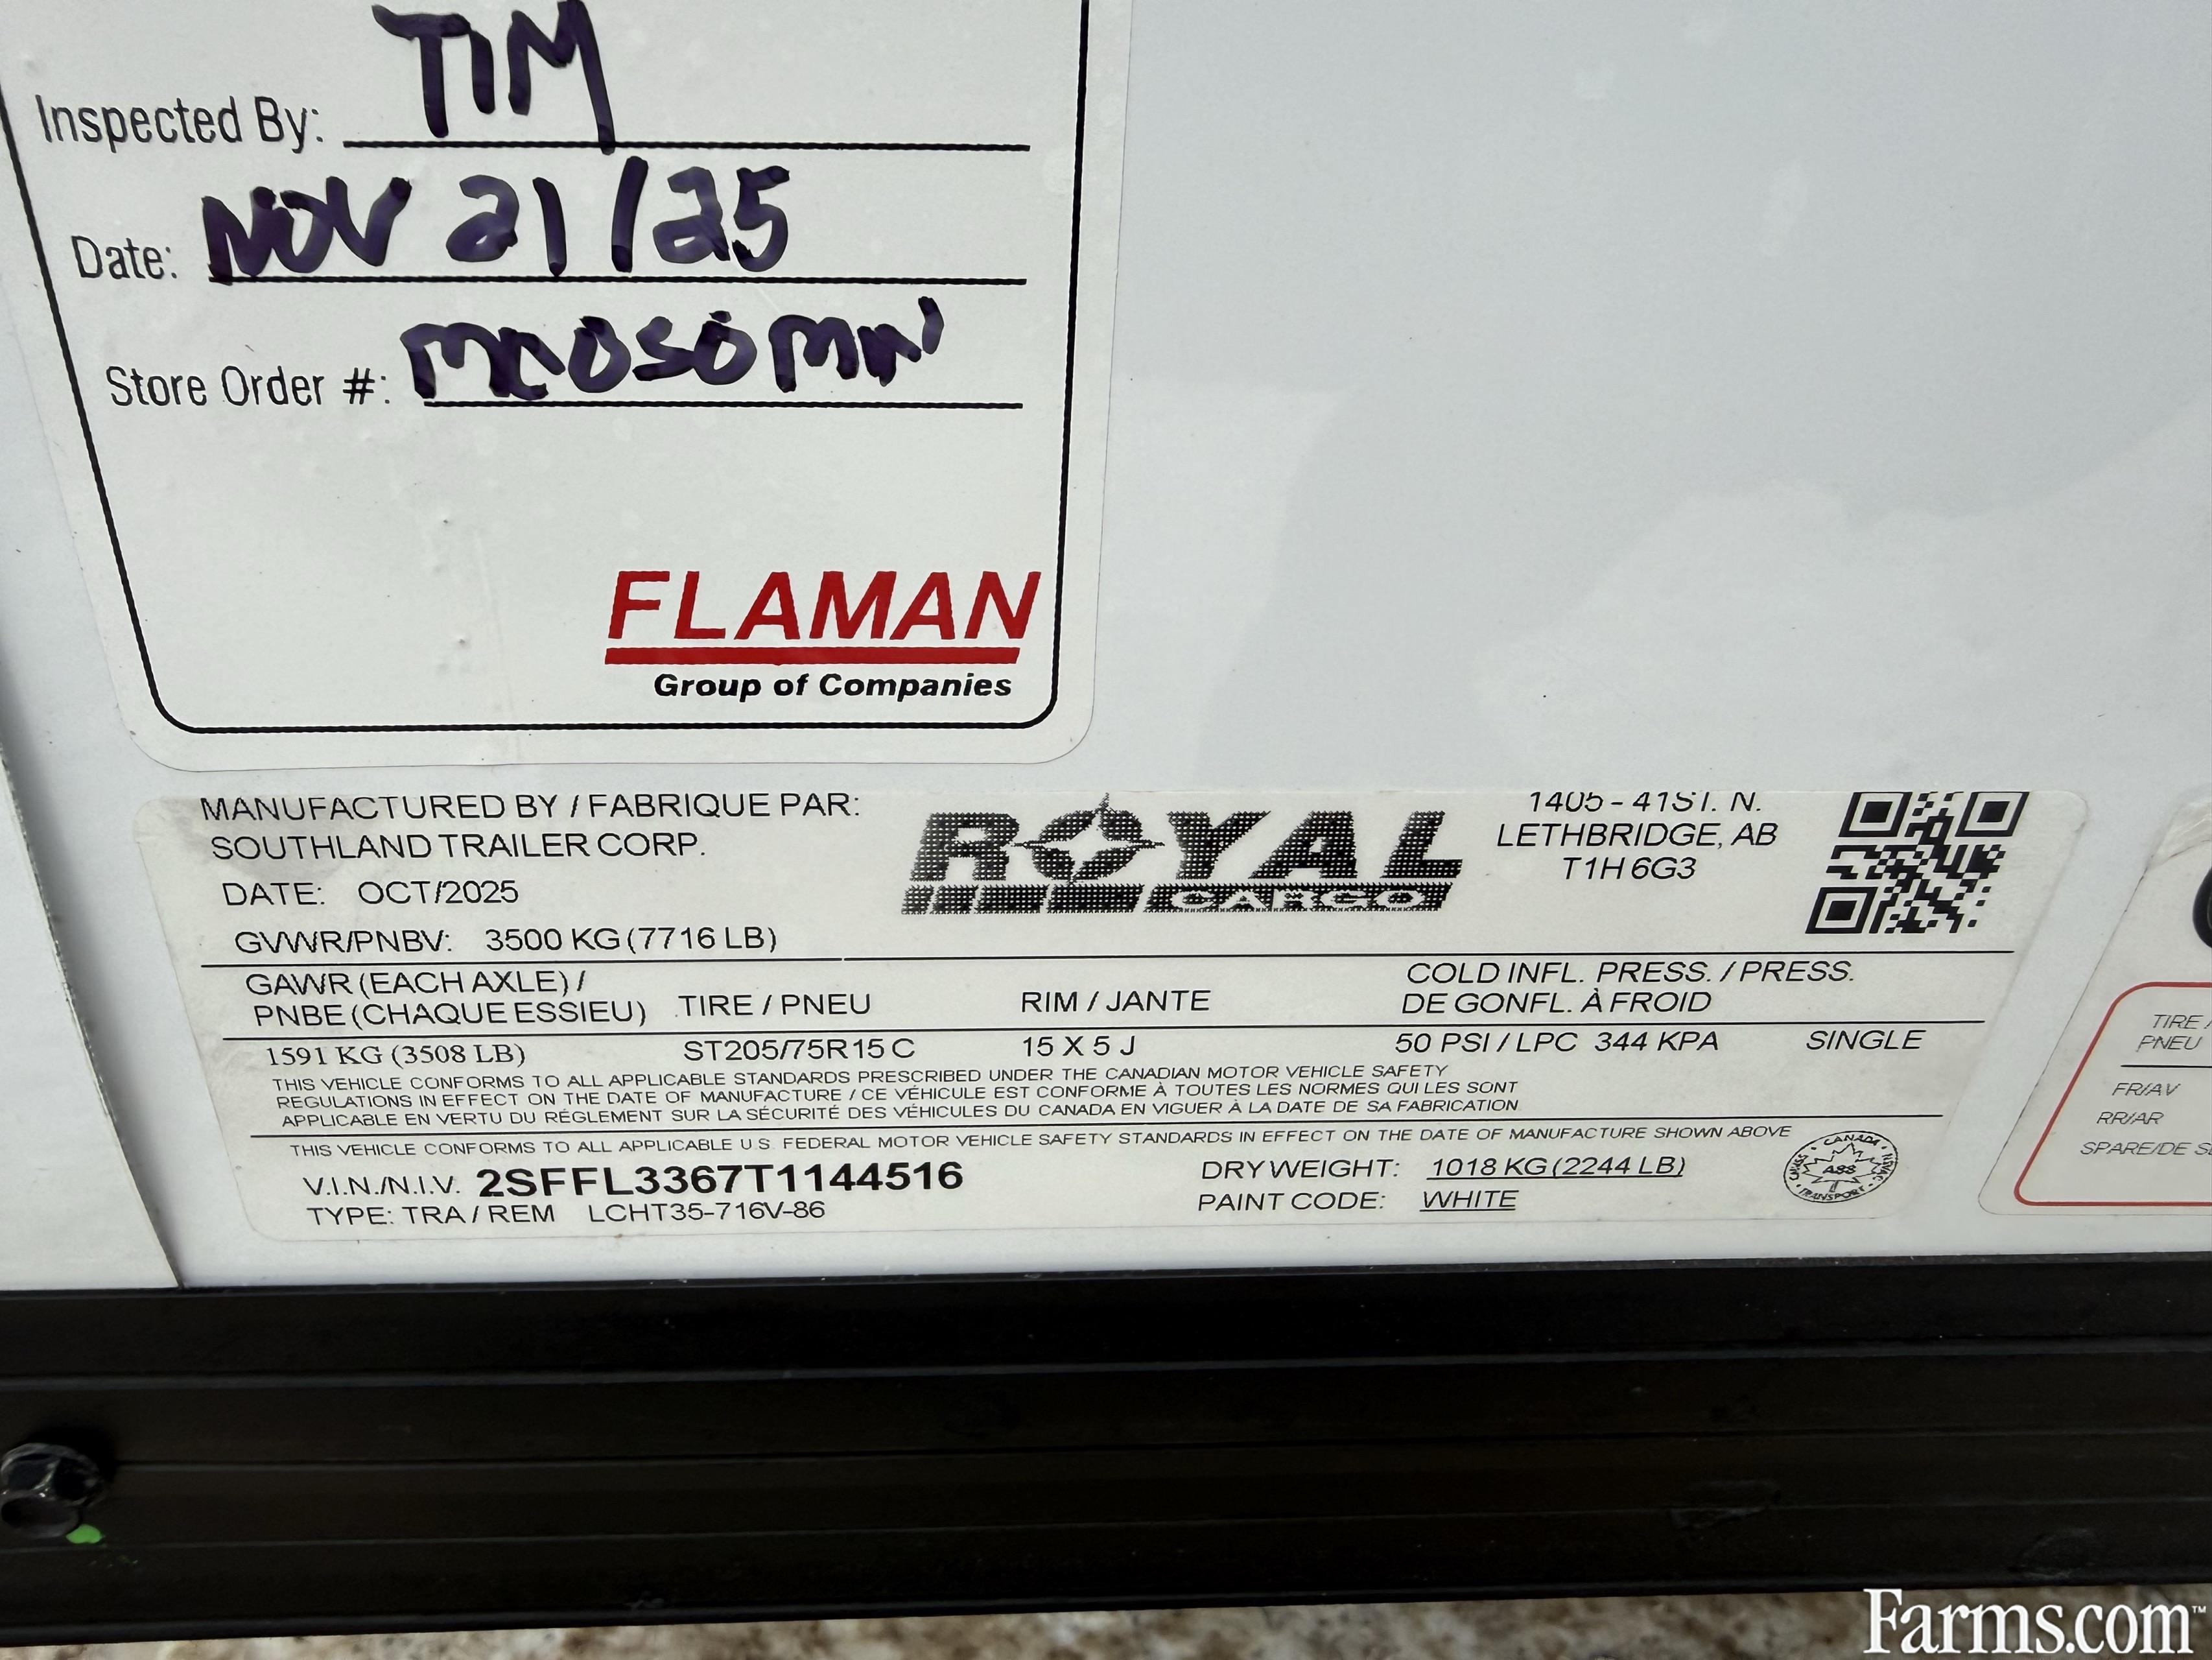 Inspected By: TIM
Date: NOV 21/25
Store Order #:
FLAMAN
Group of Companies
MANUFACTURED BY / FABRIQUE PAR:
SOUTHLAND TRAILER CORP.
DATE: OCT/2025
GVWR/PNBV: 3500 KG (7716 LB)
ROYAL
CARGO
1405 - 41ST. N.
LETHBRIDGE, AB
T1H 6G3
GAWR (EACH AXLE) /
PNBE (CHAQUE ESSIEU) TIRE / PNEU RIM / JANTE
COLD INFL. PRESS. / PRESS.
DE GONFL. À FROID
1591 KG (3508 LB) ST205/75R15 C 15 X 5 J 50 PSI / LPC 344 KPA SINGLE
THIS VEHICLE CONFORMS TO ALL APPLICABLE STANDARDS PRESCRIBED UNDER THE CANADIAN MOTOR VEHICLE SAFETY
REGULATIONS IN EFFECT ON THE DATE OF MANUFACTURE / CE VÉHICULE EST CONFORME À TOUTES LES NORMES QUI LES SONT
APPLICABLE EN VERTU DU RÉGLEMENT SUR LA SÉCURITÉ DES VÉHICULES DU CANADA EN VIGUER À LA DATE DE SA FABRICATION
THIS VEHICLE CONFORMS TO ALL APPLICABLE U.S. FEDERAL MOTOR VEHICLE SAFETY STANDARDS IN EFFECT ON THE DATE OF MANUFACTURE SHOWN ABOVE
V.I.N./N.I.V. 2SFFL3367T1144516
TYPE: TRA / REM LCHT35-716V-86
DRY WEIGHT: 1018 KG (2244 LB)
PAINT CODE: WHITE
CANADA
TRANSPORT
TIRE /
PNEU
FR/AV
RR/AR
SPARE/DE
Farms.com™